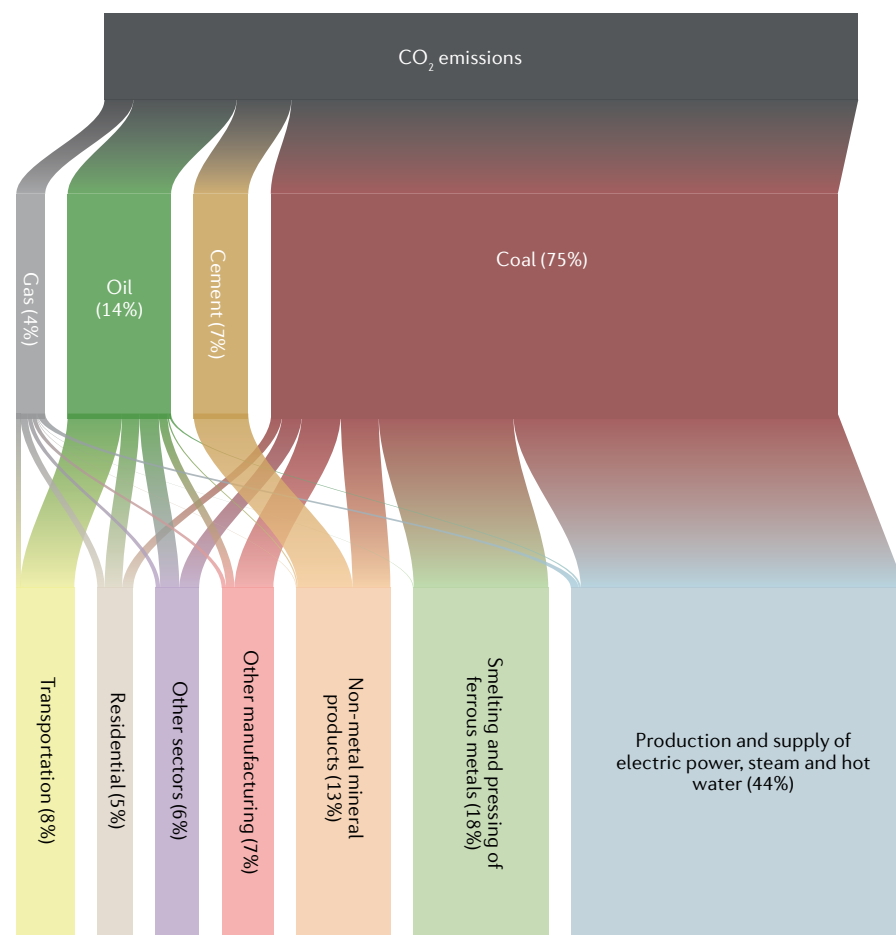 CO₂ emissions
Gas (4%)
Oil
(14%)
Cement (7%)
Coal (75%)
Transportation (8%)
Residential (5%)
Other sectors (6%)
Other manufacturing (7%)
Non-metal mineral
products (13%)
Smelting and pressing of
ferrous metals (18%)
Production and supply of
electric power, steam and hot
water (44%)